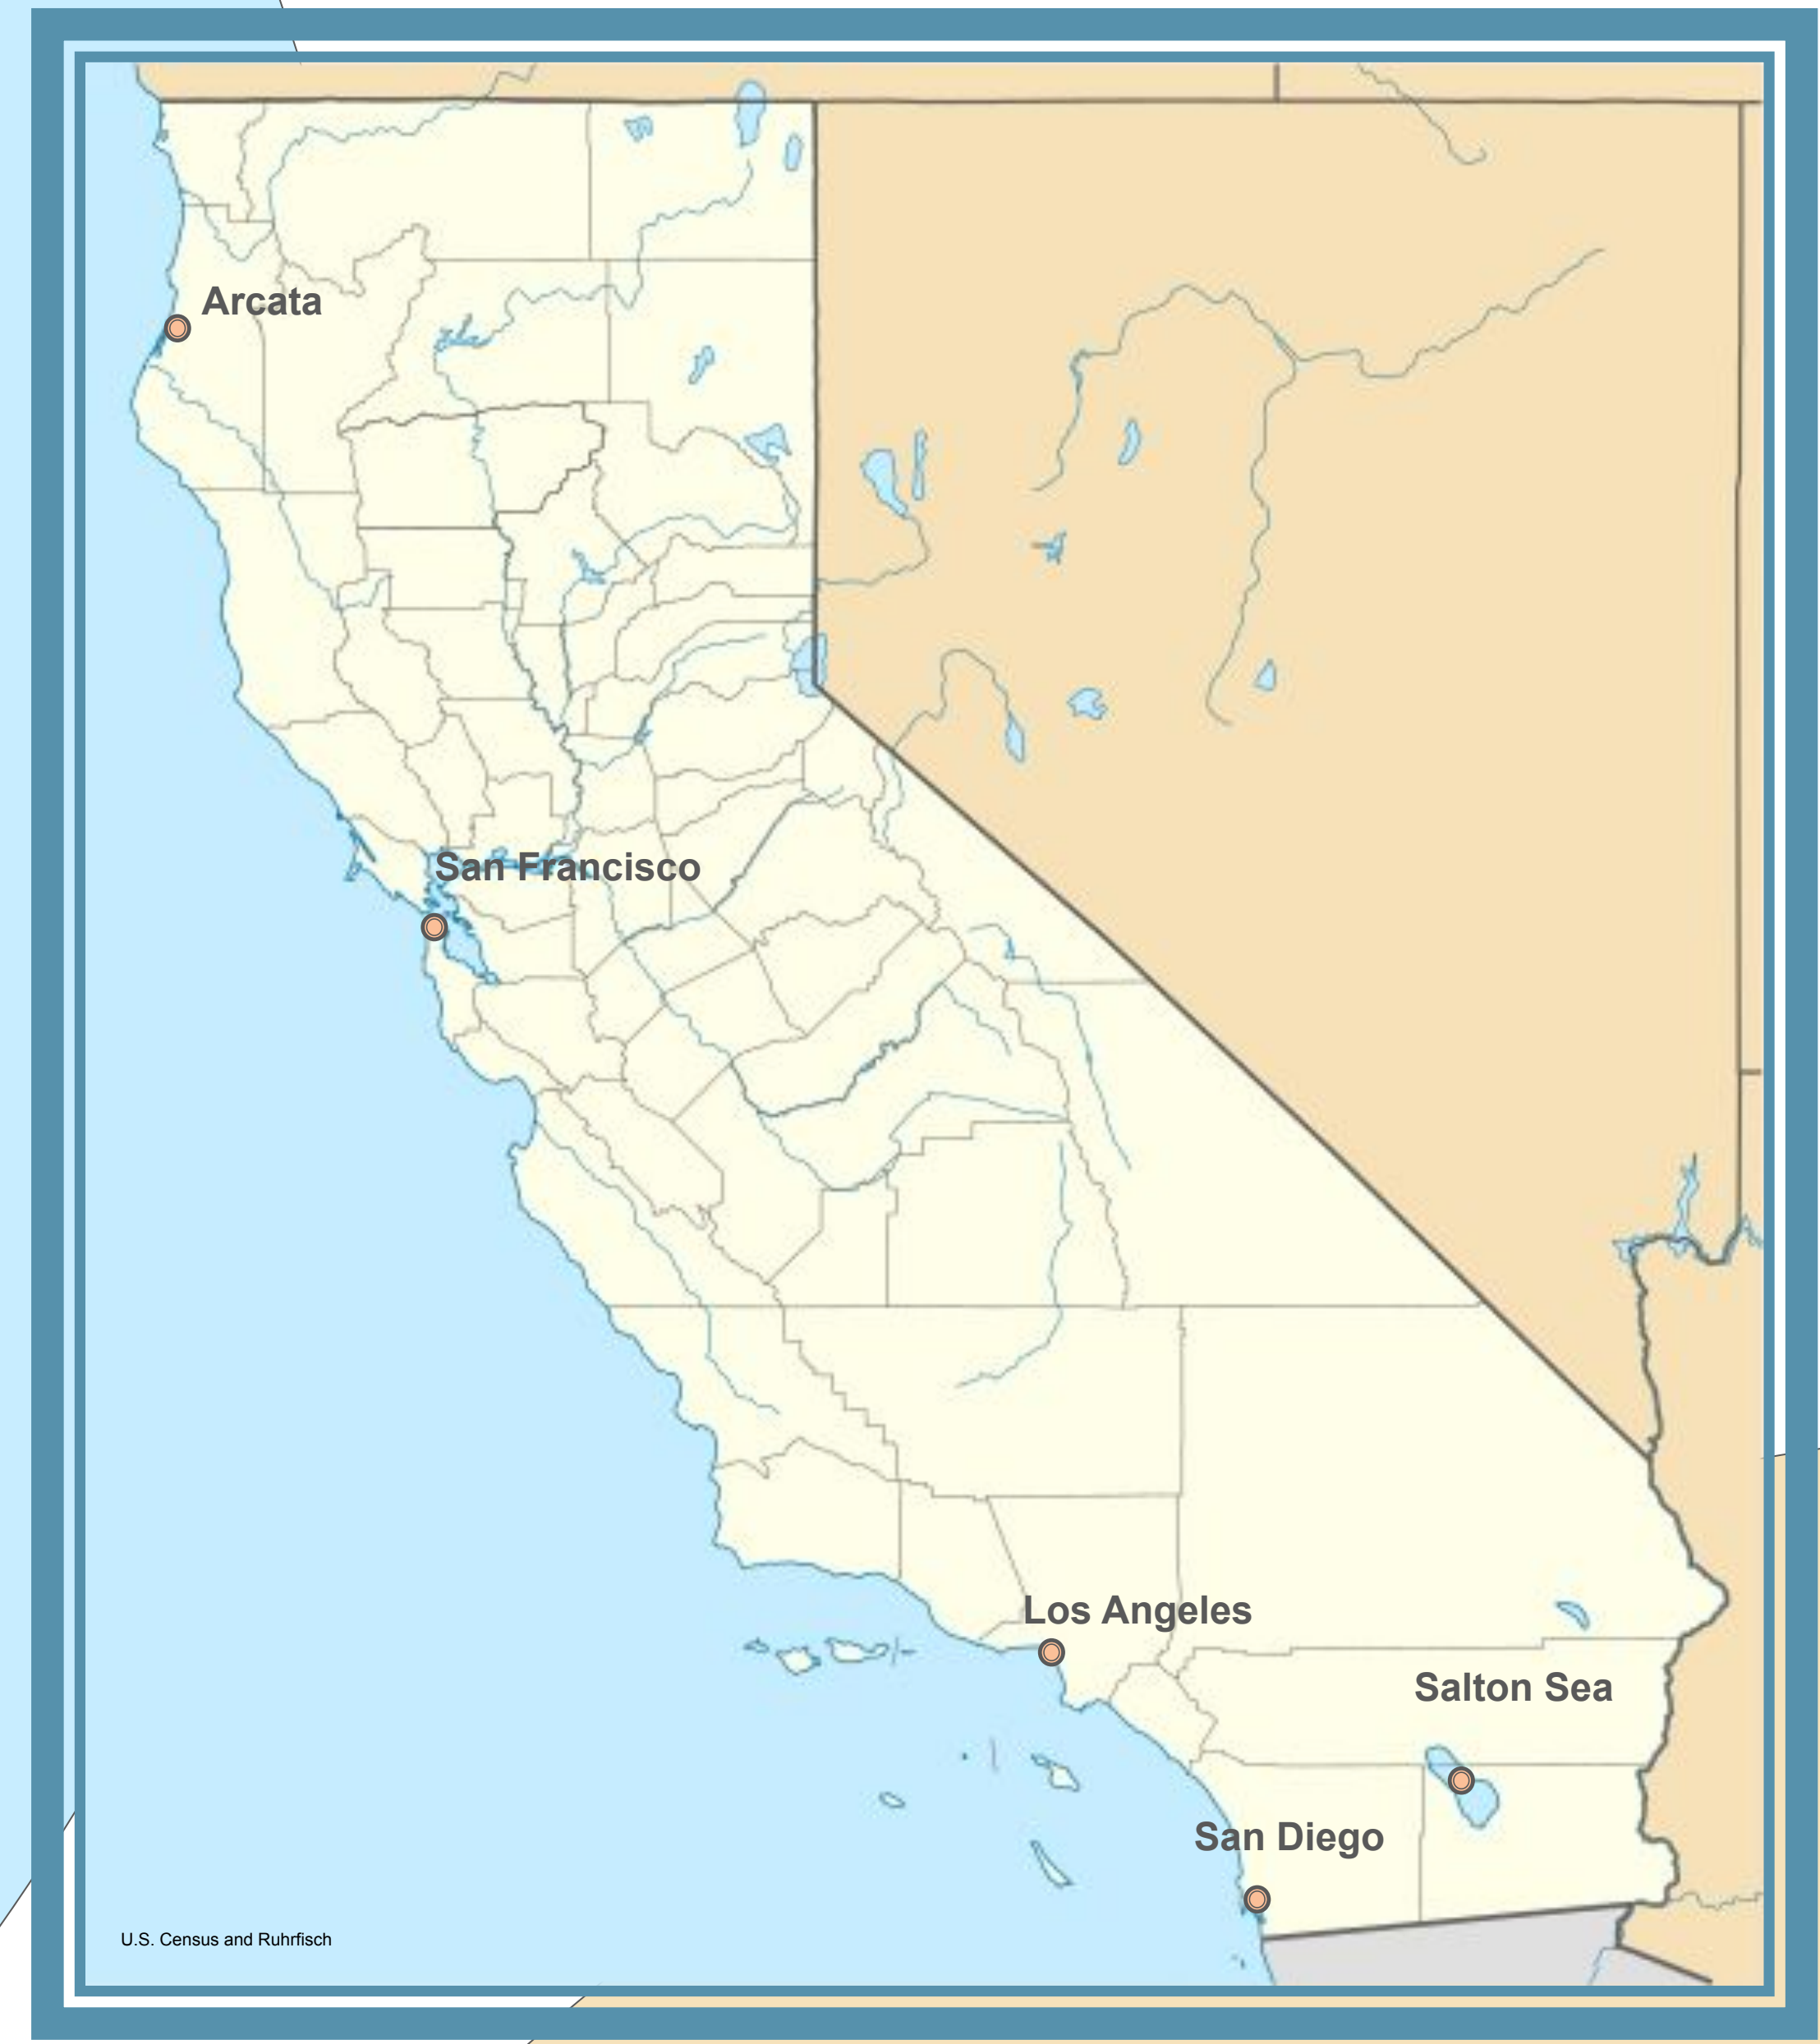 Arcata
San Francisco
Los Angeles
Salton Sea
San Diego
U.S. Census and Ruhrfisch